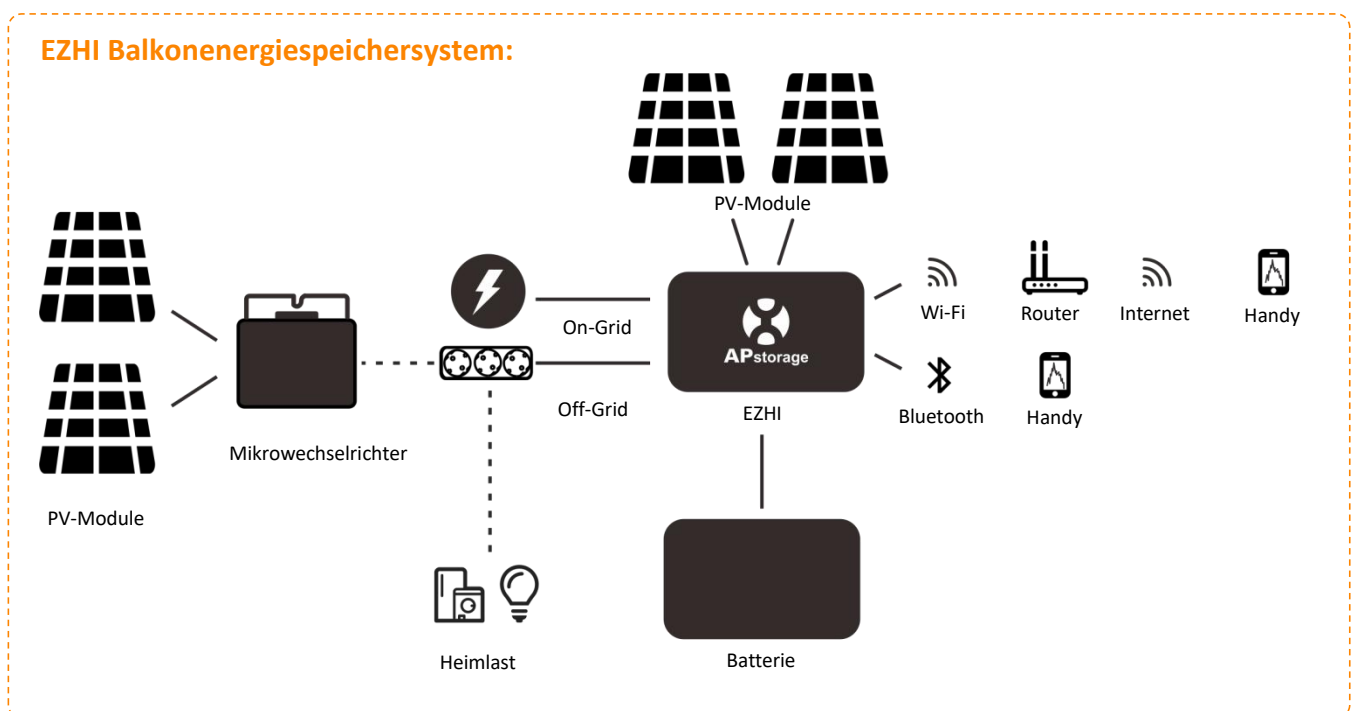 EZHI Balkonenergiespeichersystem:
PV-Module
Wi-Fi
Router
Internet
Handy
On-Grid
APstorage
Off-Grid
EZHI
Bluetooth
Handy
Mikrowechselrichter
PV-Module
Heimlast
Batterie